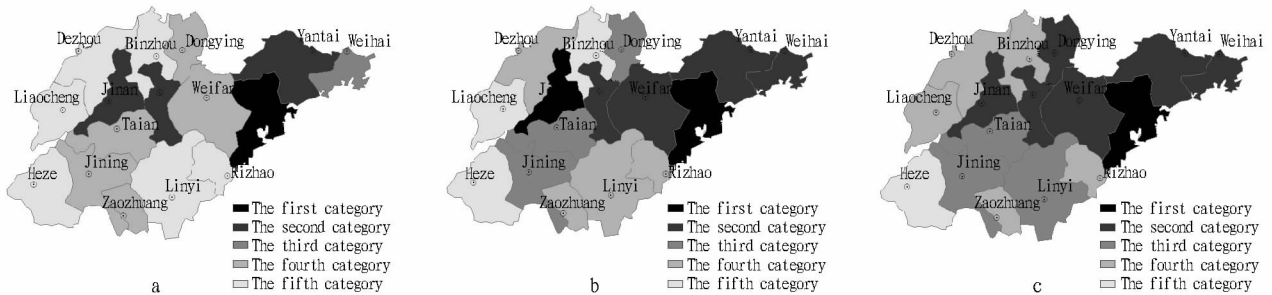 Dezhou
Binzhou
Dongying
Yantai
Weihai
Liaocheng
Jinan
Weifan
Taian
Heze
Jining
Linyi
Rizhao
Zaozhuang
The first category
The second category
The third category
The fourth category
The fifth category
a
Dezhou
Binzhou
Dongying
Yantai
Weihai
Liaocheng
Weifan
Taian
Heze
Jining
Linyi
Rizhao
Zaozhuang
The first category
The second category
The third category
The fourth category
The fifth category
b
Dezhou
Binzhou
Dongying
Yantai
Weihai
Liaocheng
Jinan
Weifan
Taian
Heze
Jining
Linyi
Rizhao
Zaozhuang
The first category
The second category
The third category
The fourth category
The fifth category
c